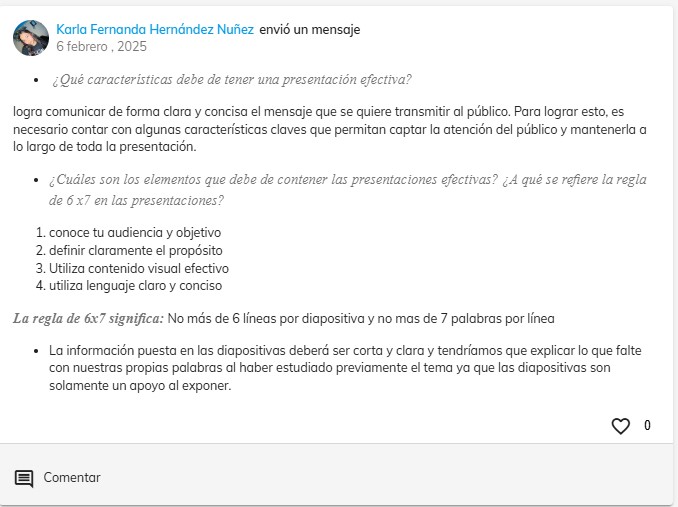 Karla Fernanda Hernández Nuñez envió un mensaje
6 febrero , 2025
• ¿Qué características debe de tener una presentación efectiva?
logra comunicar de forma clara y concisa el mensaje que se quiere transmitir al público. Para lograr esto, es
necesario contar con algunas características claves que permitan captar la atención del público y mantenerla a
lo largo de toda la presentación.
• ¿Cuáles son los elementos que debe de contener las presentaciones efectivas? ¿A qué se refiere la regla
de 6 x7 en las presentaciones?
1. conoce tu audiencia y objetivo
2. definir claramente el propósito
3. Utiliza contenido visual efectivo
4. utiliza lenguaje claro y conciso
La regla de 6x7 significa: No más de 6 líneas por diapositiva y no mas de 7 palabras por línea
• La información puesta en las diapositivas deberá ser corta y clara y tendríamos que explicar lo que falte
con nuestras propias palabras al haber estudiado previamente el tema ya que las diapositivas son
solamente un apoyo al exponer.
0
Comentar